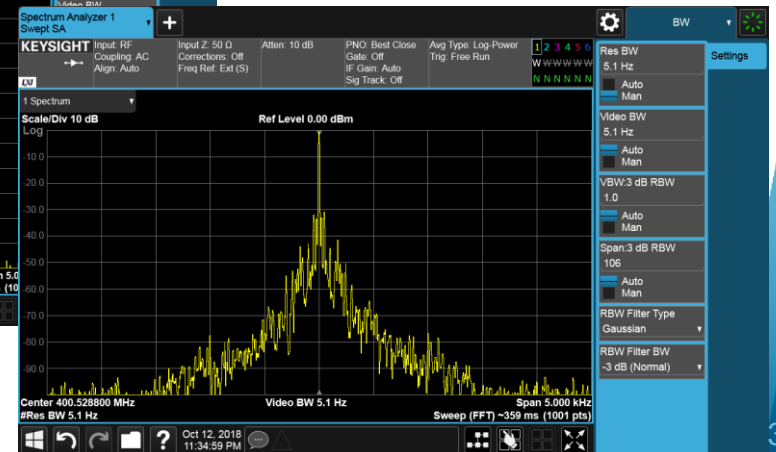 Video BW
Spectrum Analyzer 1
Swept SA
KEYSIGHT
Input: RF
Coupling: AC
Align: Auto
Input Z: 50 Ω
Corrections: Off
Freq Ref: Ext (S)
Atten: 10 dB
PNO: Best Close
Gate: Off
IF Gain: Auto
Sig Track: Off
Avg Type: Log-Power
Trig: Free Run
1 2 3 4 5 6
W W W W W W
N N N N N N
LXI
1 Spectrum
Scale/Div 10 dB
Ref Level 0.00 dBm
Log
-10.0
-20.0
-30.0
-40.0
-50.0
-60.0
-70.0
-80.0
-90.0
Center 400.528800 MHz
Video BW 5.1 Hz
Span 5.000 kHz
#Res BW 5.1 Hz
Sweep (FFT) ~359 ms (1001 pts)
?
Oct 12, 2018
11:34:59 PM
BW
Settings
Res BW
5.1 Hz
Auto
Man
Video BW
5.1 Hz
Auto
Man
VBW:3 dB RBW
1.0
Auto
Man
Span:3 dB RBW
106
Auto
Man
RBW Filter Type
Gaussian
RBW Filter BW
-3 dB (Normal)